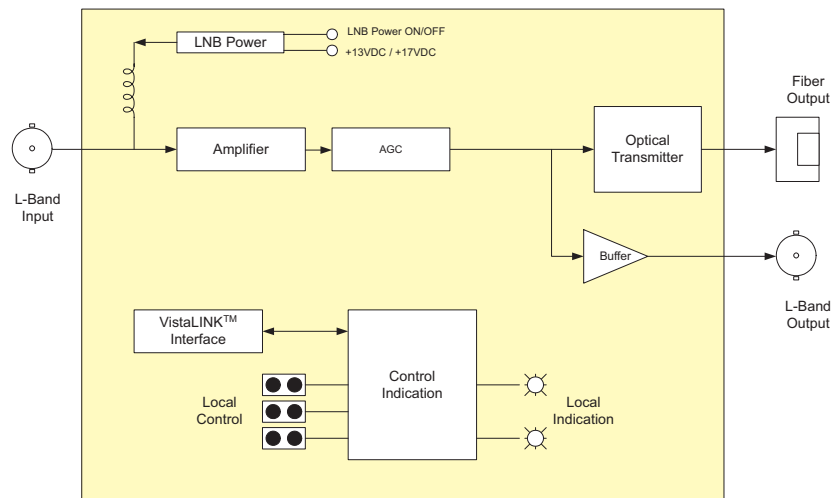 LNB Power
LNB Power ON/OFF
+13VDC / +17VDC
Fiber
Output
L-Band
Input
Amplifier
AGC
Optical
Transmitter
Buffer
L-Band
Output
VistaLINK™
Interface
Control
Indication
Local
Control
Local
Indication